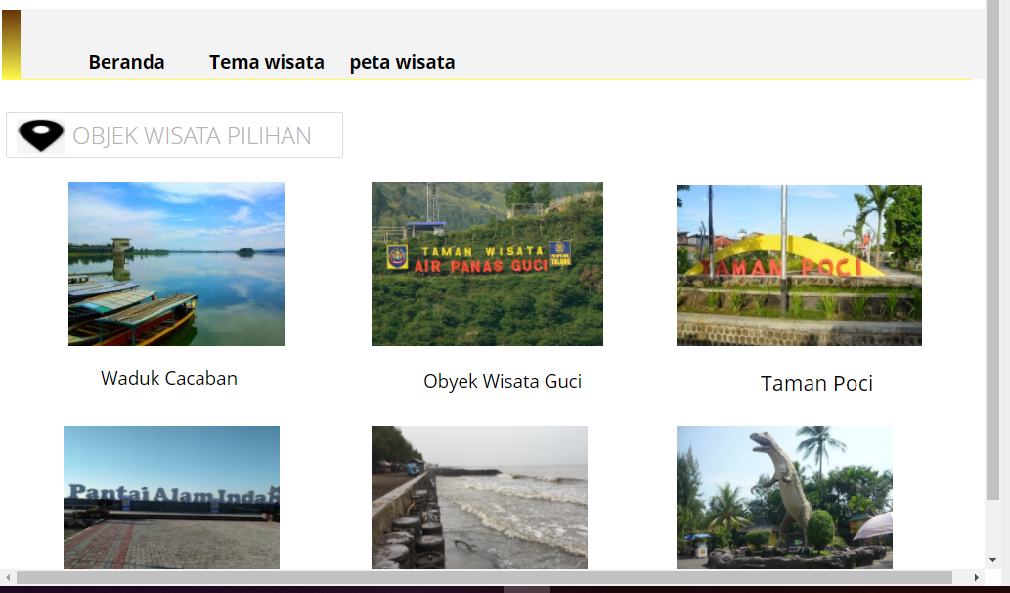 Beranda Tema wisata peta wisata
OBJEK WISATA PILIHAN
TAMAN WISATA
AIR PANAS GUCI
TAMAN POCI
Waduk Cacaban
Obyek Wisata Guci
Taman Poci
Pantai Alam Indah